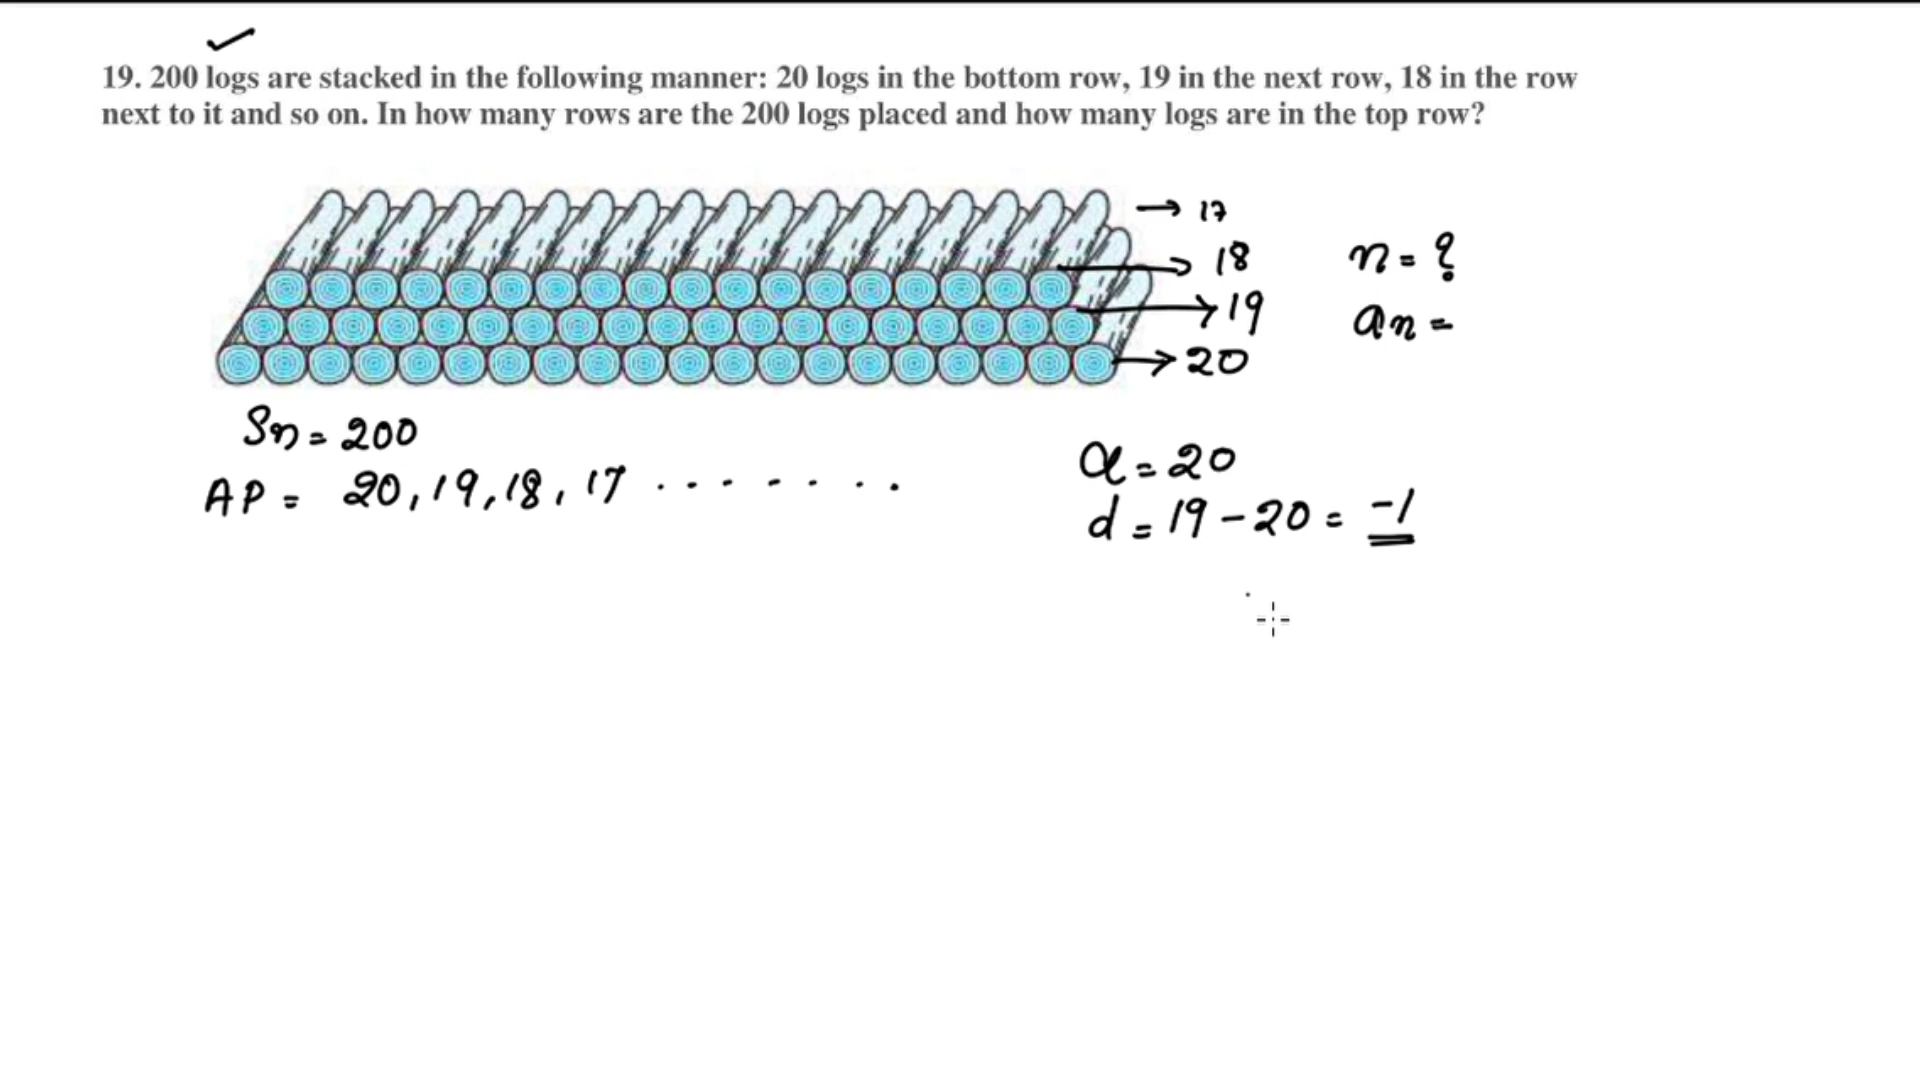 19. 200 logs are stacked in the following manner: 20 logs in the bottom row, 19 in the next row, 18 in the row
next to it and so on. In how many rows are the 200 logs placed and how many logs are in the top row?
→ 17
→ 18
→ 19
→ 20
n = ?
an =
Sn = 200
AP = 20, 19, 18, 17 . . . . . . . .
a = 20
d = 19 - 20 = -1